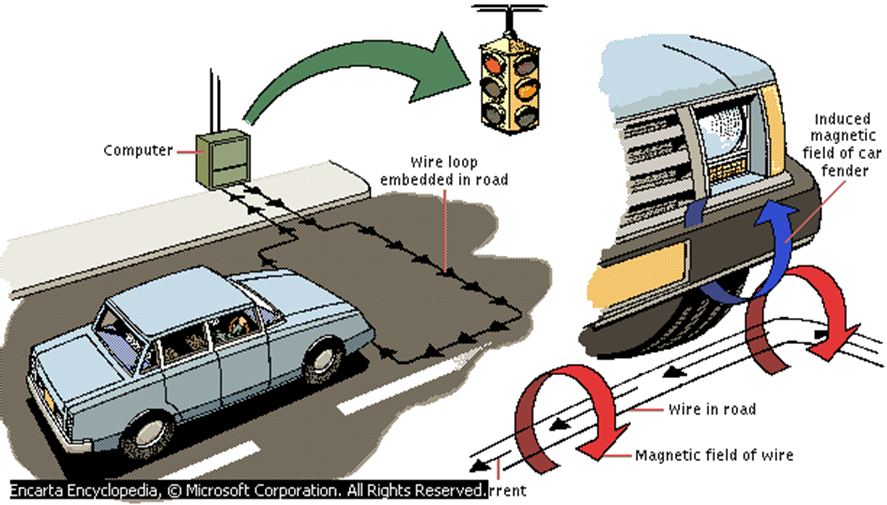 Computer
Wire loop
embedded in road
Induced
magnetic
field of car
fender
Wire in road
Magnetic field of wire
Encarta Encyclopedia, © Microsoft Corporation. All Rights Reserved.